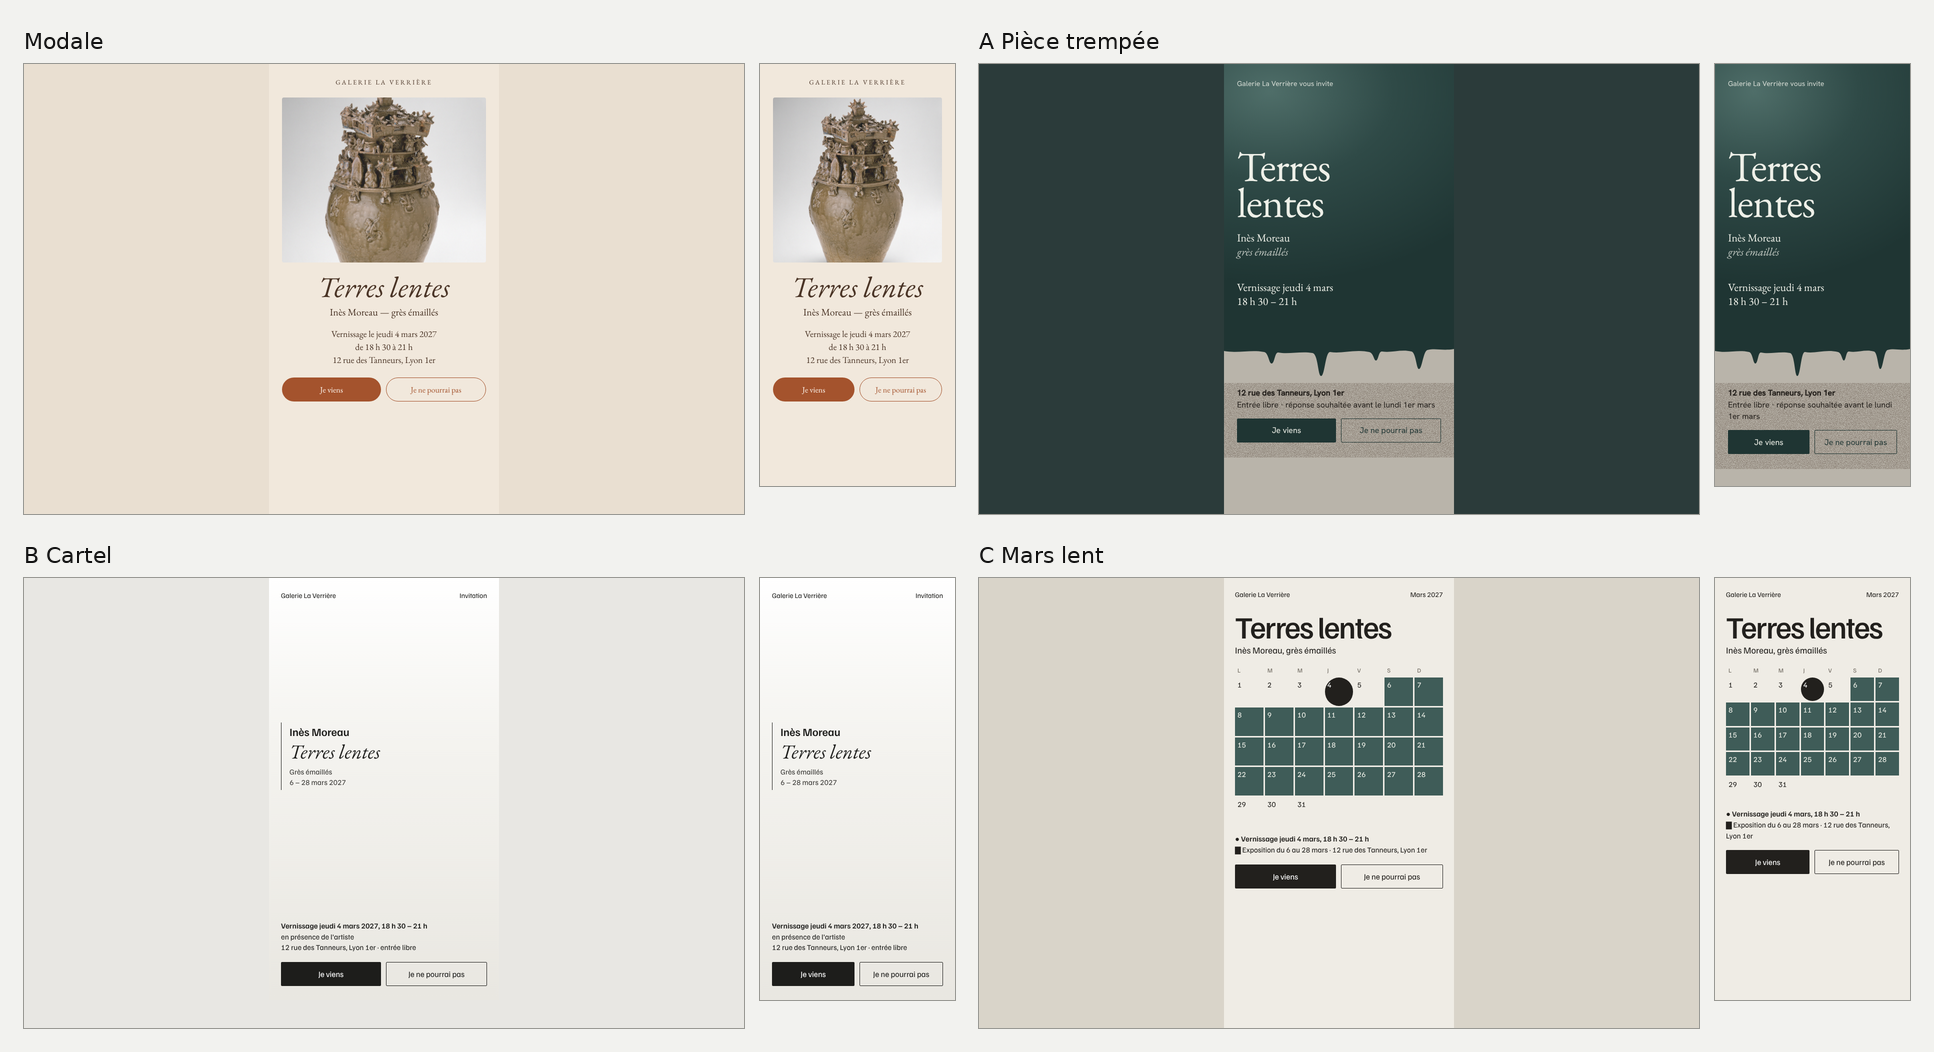 Modale
GALERIE LA VERRIÈRE
Terres lentes
Inès Moreau — grès émaillés
Vernissage le jeudi 4 mars 2027
de 18 h 30 à 21 h
12 rue des Tanneurs, Lyon 1er
Je viens
Je ne pourrai pas
GALERIE LA VERRIÈRE
Terres lentes
Inès Moreau — grès émaillés
Vernissage le jeudi 4 mars 2027
de 18 h 30 à 21 h
12 rue des Tanneurs, Lyon 1er
Je viens
Je ne pourrai pas
A Pièce trempée
Galerie La Verrière vous invite
Terres
lentes
Inès Moreau
grès émaillés
Vernissage jeudi 4 mars
18 h 30 – 21 h
12 rue des Tanneurs, Lyon 1er
Entrée libre · réponse souhaitée avant le lundi 1er mars
Je viens
Je ne pourrai pas
Galerie La Verrière vous invite
Terres
lentes
Inès Moreau
grès émaillés
Vernissage jeudi 4 mars
18 h 30 – 21 h
12 rue des Tanneurs, Lyon 1er
Entrée libre · réponse souhaitée avant le lundi
1er mars
Je viens
Je ne pourrai pas
B Cartel
Galerie La Verrière Invitation
Inès Moreau
Terres lentes
Grès émaillés
6 – 28 mars 2027
Vernissage jeudi 4 mars 2027, 18 h 30 – 21 h
en présence de l'artiste
12 rue des Tanneurs, Lyon 1er · entrée libre
Je viens
Je ne pourrai pas
Galerie La Verrière Invitation
Inès Moreau
Terres lentes
Grès émaillés
6 – 28 mars 2027
Vernissage jeudi 4 mars 2027, 18 h 30 – 21 h
en présence de l'artiste
12 rue des Tanneurs, Lyon 1er · entrée libre
Je viens
Je ne pourrai pas
C Mars lent
Galerie La Verrière Mars 2027
Terres lentes
Inès Moreau, grès émaillés
L M M J V S D
1 2 3 4 5 6 7
8 9 10 11 12 13 14
15 16 17 18 19 20 21
22 23 24 25 26 27 28
29 30 31
● Vernissage jeudi 4 mars, 18 h 30 – 21 h
■ Exposition du 6 au 28 mars · 12 rue des Tanneurs, Lyon 1er
Je viens
Je ne pourrai pas
Galerie La Verrière Mars 2027
Terres lentes
Inès Moreau, grès émaillés
L M M J V S D
1 2 3 4 5 6 7
8 9 10 11 12 13 14
15 16 17 18 19 20 21
22 23 24 25 26 27 28
29 30 31
● Vernissage jeudi 4 mars, 18 h 30 – 21 h
■ Exposition du 6 au 28 mars · 12 rue des Tanneurs,
Lyon 1er
Je viens
Je ne pourrai pas